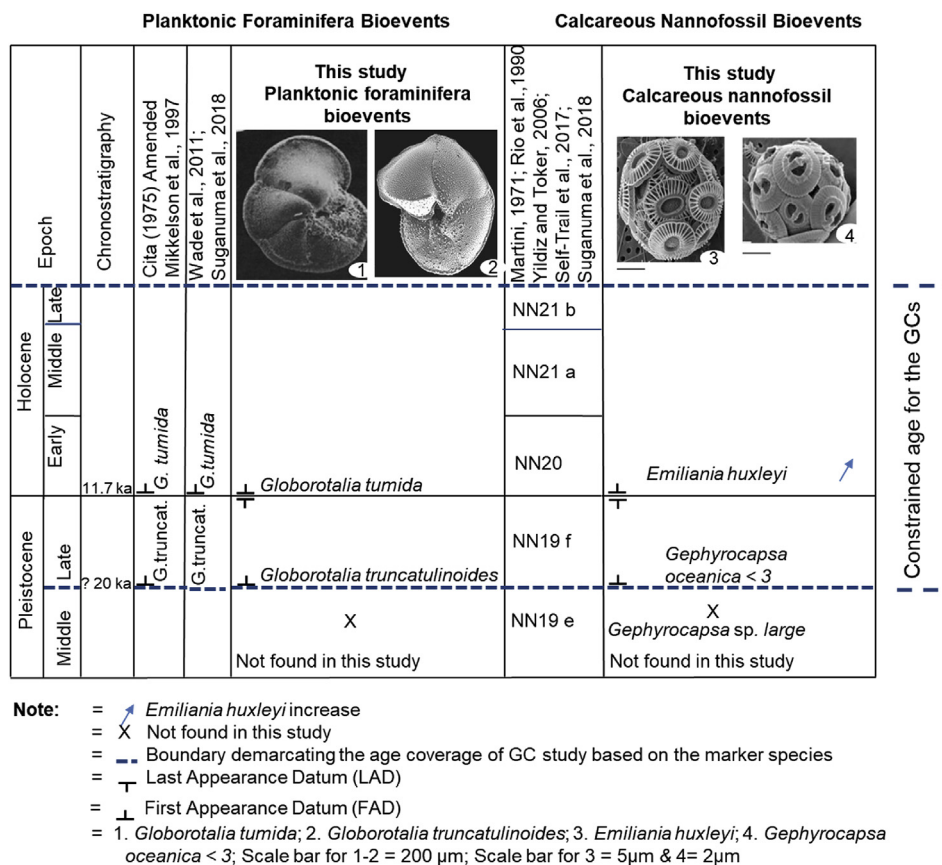 Planktonic Foraminifera Bioevents
Calcareous Nannofossil Bioevents
Epoch
Chronostratigraphy
Cita (1975) Amended
Mikkelson et al., 1997
Wade et al., 2011;
Suganuma et al., 2018
This study
Planktonic foraminifera
bioevents
1
2
Martini, 1971; Rio et al.,1990
Yildiz and Toker, 2006;
Self-Trail et al., 2017;
Suganuma et al., 2018
This study
Calcareous nannofossil
bioevents
3
4
Holocene
Late
Middle
Early
NN21 b
NN21 a
NN20
11.7 ka
G. tumida
G.tumida
Globorotalia tumida
Emiliania huxleyi
Pleistocene
Late
Middle
? 20 ka
G.truncat.
G.truncat.
Globorotalia truncatulinoides
NN19 f
Gephyrocapsa
oceanica < 3
X
Not found in this study
NN19 e
X
Gephyrocapsa sp. large
Not found in this study
Constrained age for the GCs
Note: = Emiliania huxleyi increase
= X Not found in this study
= Boundary demarcating the age coverage of GC study based on the marker species
= Last Appearance Datum (LAD)
= First Appearance Datum (FAD)
= 1. Globorotalia tumida; 2. Globorotalia truncatulinoides; 3. Emiliania huxleyi; 4. Gephyrocapsa
oceanica < 3; Scale bar for 1-2 = 200 μm; Scale bar for 3 = 5μm & 4= 2μm